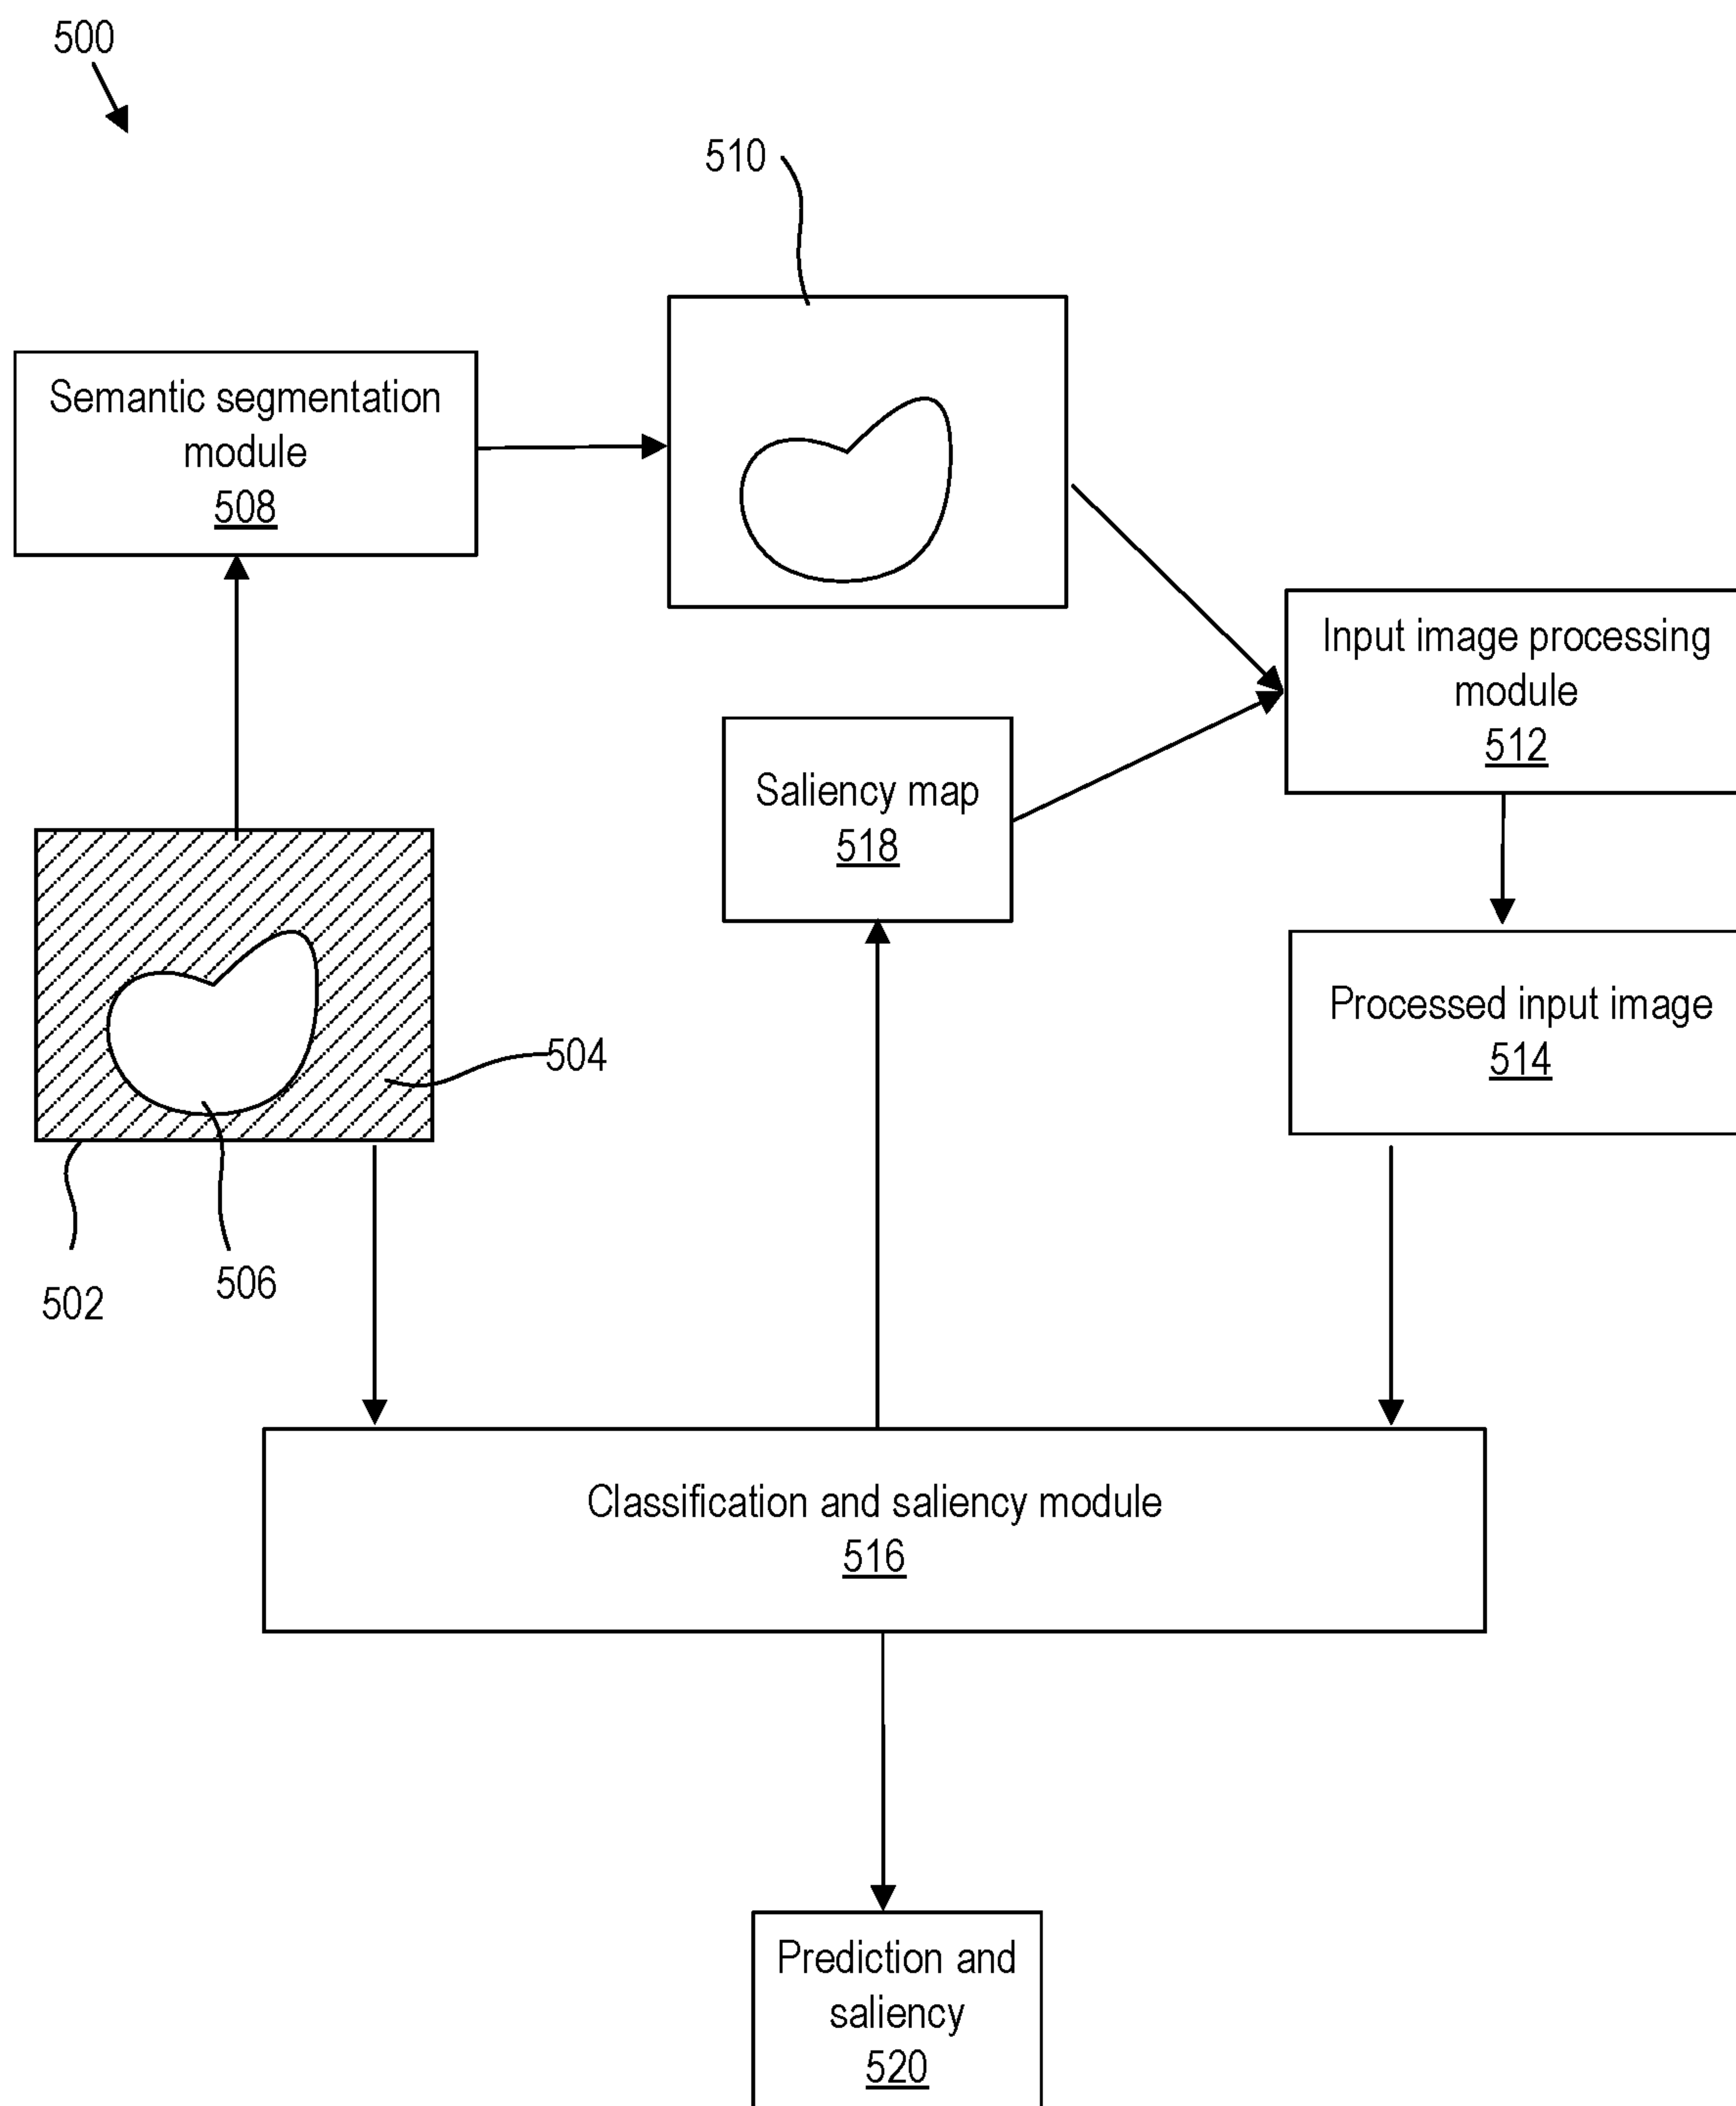 500
510
Semantic segmentation
module
508
Input image processing
module
512
Saliency map
518
Processed input image
514
504
506
502
Classification and saliency module
516
Prediction and
saliency
520